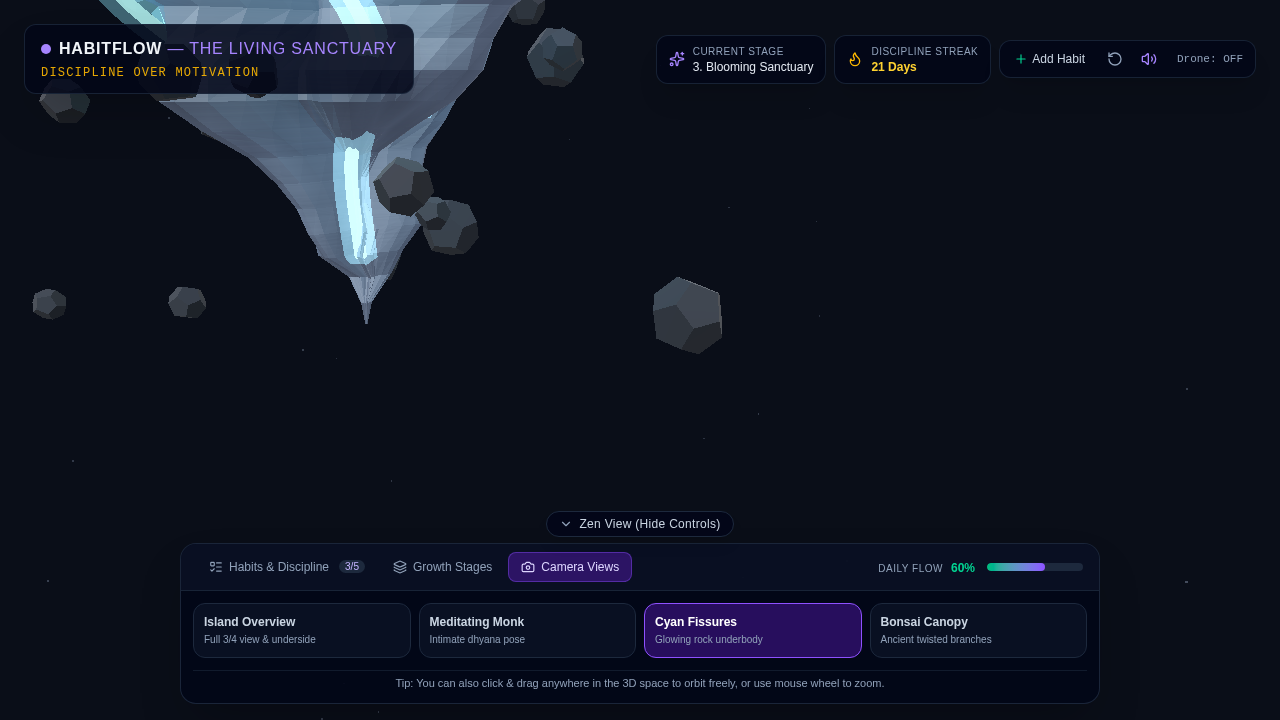 HABITFLOW — THE LIVING SANCTUARY
DISCIPLINE OVER MOTIVATION
CURRENT STAGE
3. Blooming Sanctuary
DISCIPLINE STREAK
21 Days
Add Habit
Drone: OFF
Zen View (Hide Controls)
Habits & Discipline 3/5
Growth Stages
Camera Views
DAILY FLOW 60%
Island Overview
Full 3/4 view & underside
Meditating Monk
Intimate dhyana pose
Cyan Fissures
Glowing rock underbody
Bonsai Canopy
Ancient twisted branches
Tip: You can also click & drag anywhere in the 3D space to orbit freely, or use mouse wheel to zoom.